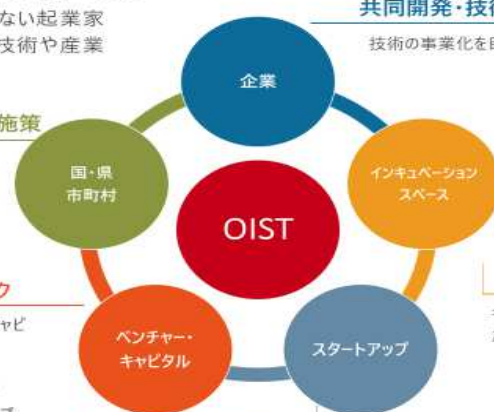 ない起業家
技術や産業
共同開発・技術
技術の事業化を
企業
施策
国・県
市町村
インキュベーション
スペース
OIST
ク
ャピ
ベンチャー・
キャピタル
スタートアップ